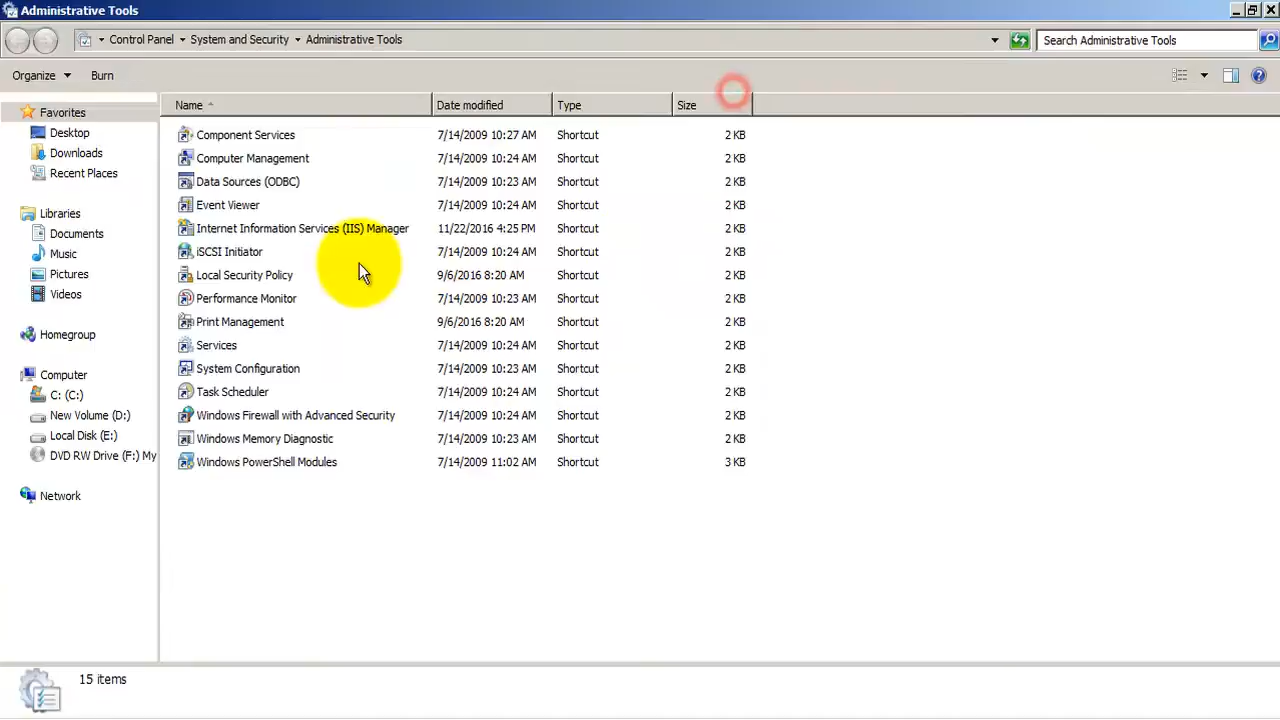 Administrative Tools
Control Panel System and Security Administrative Tools
Search Administrative Tools
Organize Burn
Favorites
Desktop
Downloads
Recent Places
Libraries
Documents
Music
Pictures
Videos
Homegroup
Computer
C: (C:)
New Volume (D:)
Local Disk (E:)
DVD RW Drive (F:) My
Network
Name Date modified Type Size
Component Services 7/14/2009 10:27 AM Shortcut 2 KB
Computer Management 7/14/2009 10:24 AM Shortcut 2 KB
Data Sources (ODBC) 7/14/2009 10:23 AM Shortcut 2 KB
Event Viewer 7/14/2009 10:24 AM Shortcut 2 KB
Internet Information Services (IIS) Manager 11/22/2016 4:25 PM Shortcut 2 KB
iSCSI Initiator 7/14/2009 10:24 AM Shortcut 2 KB
Local Security Policy 9/6/2016 8:20 AM Shortcut 2 KB
Performance Monitor 7/14/2009 10:23 AM Shortcut 2 KB
Print Management 9/6/2016 8:20 AM Shortcut 2 KB
Services 7/14/2009 10:24 AM Shortcut 2 KB
System Configuration 7/14/2009 10:23 AM Shortcut 2 KB
Task Scheduler 7/14/2009 10:24 AM Shortcut 2 KB
Windows Firewall with Advanced Security 7/14/2009 10:24 AM Shortcut 2 KB
Windows Memory Diagnostic 7/14/2009 10:23 AM Shortcut 2 KB
Windows PowerShell Modules 7/14/2009 11:02 AM Shortcut 3 KB
15 items